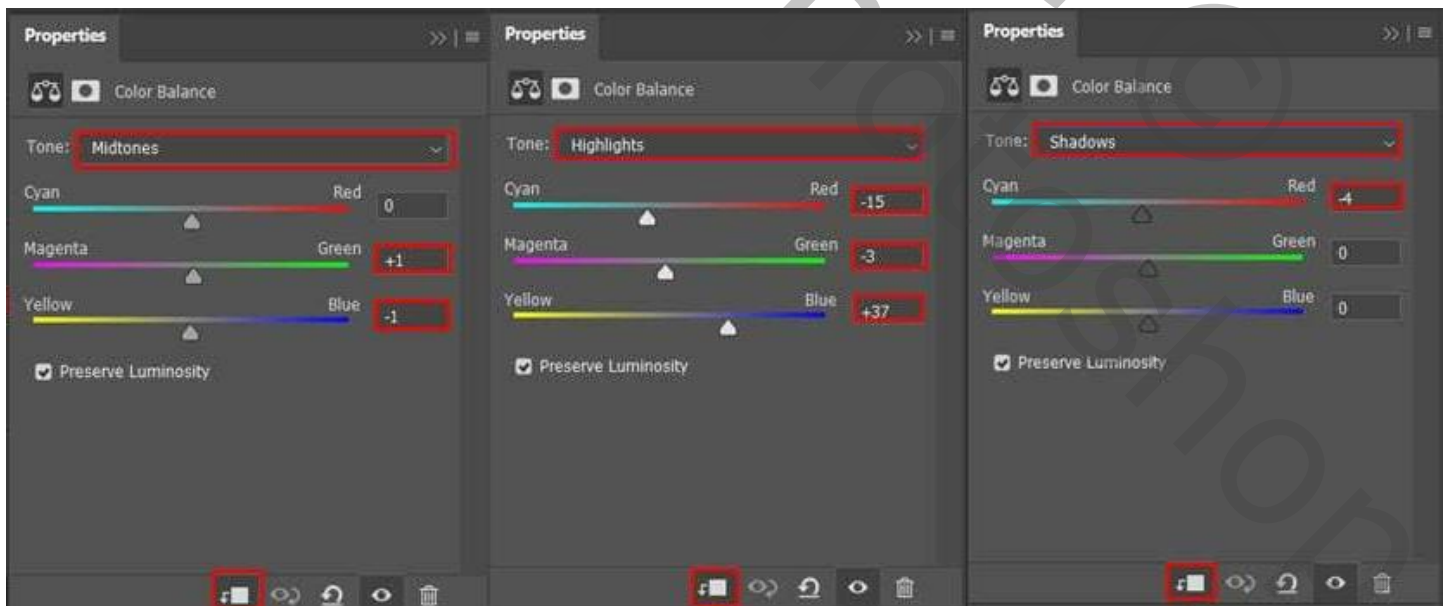 Properties
Color Balance
Tone: Midtones
Cyan Red 0
Magenta Green +1
Yellow Blue -1
Preserve Luminosity
Properties
Color Balance
Tone: Highlights
Cyan Red -15
Magenta Green -3
Yellow Blue +37
Preserve Luminosity
Properties
Color Balance
Tone: Shadows
Cyan Red -4
Magenta Green 0
Yellow Blue 0
Preserve Luminosity